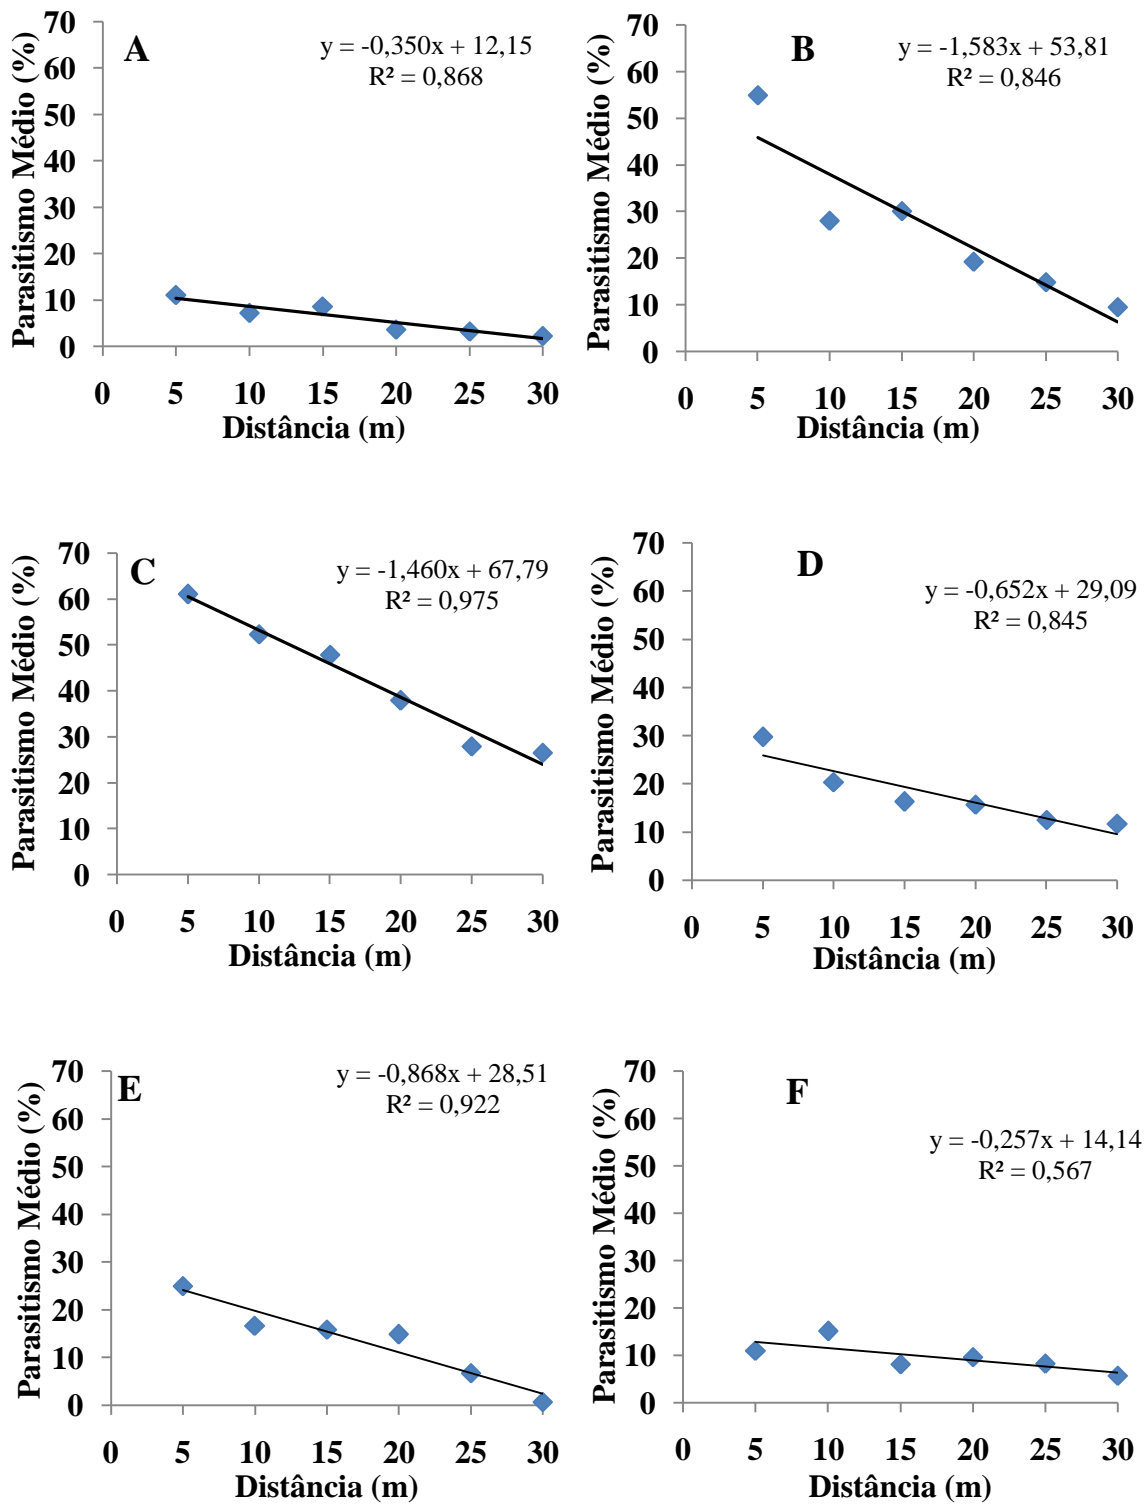 A
y = -0,350x + 12,15
R² = 0,868
Parasitismo Médio (%)
70
60
50
40
30
20
10
0
0 5 10 15 20 25 30
Distância (m)
B
y = -1,583x + 53,81
R² = 0,846
Parasitismo Médio (%)
70
60
50
40
30
20
10
0
0 5 10 15 20 25 30
Distância (m)
C
y = -1,460x + 67,79
R² = 0,975
Parasitismo Médio (%)
70
60
50
40
30
20
10
0
0 5 10 15 20 25 30
Distância (m)
D
y = -0,652x + 29,09
R² = 0,845
Parasitismo Médio (%)
70
60
50
40
30
20
10
0
0 5 10 15 20 25 30
Distância (m)
E
y = -0,868x + 28,51
R² = 0,922
Parasitismo Médio (%)
70
60
50
40
30
20
10
0
0 5 10 15 20 25 30
Distância (m)
F
y = -0,257x + 14,14
R² = 0,567
Parasitismo Médio (%)
70
60
50
40
30
20
10
0
0 5 10 15 20 25 30
Distância (m)